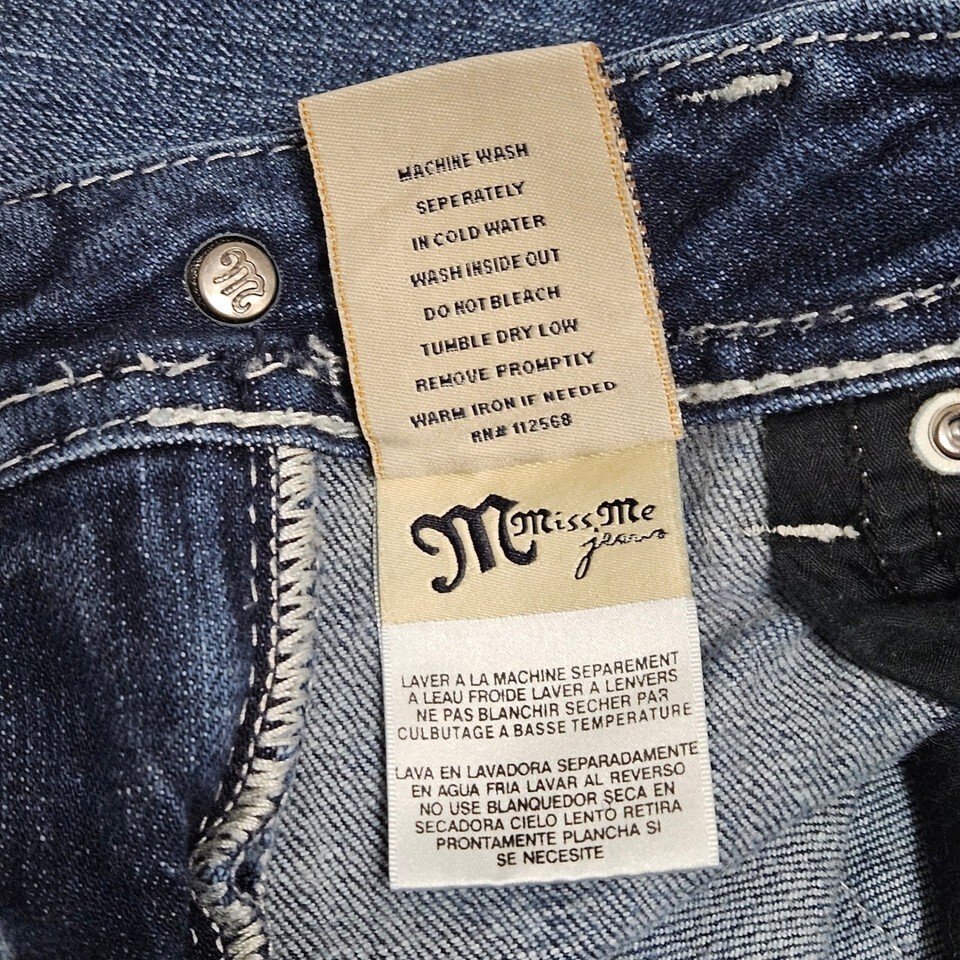 MACHINE WASH
SEPERATELY
IN COLD WATER
WASH INSIDE OUT
DO NOT BLEACH
TUMBLE DRY LOW
REMOVE PROMPTLY
WARM IRON IF NEEDED
RN# 112568
M Miss Me
jeans
LAVER A LA MACHINE SEPAREMENT
A LEAU FROIDE LAVER A LENVERS
NE PAS BLANCHIR SECHER PAR
CULBUTAGE A BASSE TEMPERATURE
LAVA EN LAVADORA SEPARADAMENTE
EN AGUA FRIA LAVAR AL REVERSO
NO USE BLANQUEDOR SECA EN
SECADORA CIELO LENTO RETIRA
PRONTAMENTE PLANCHA SI
SE NECESITE
M